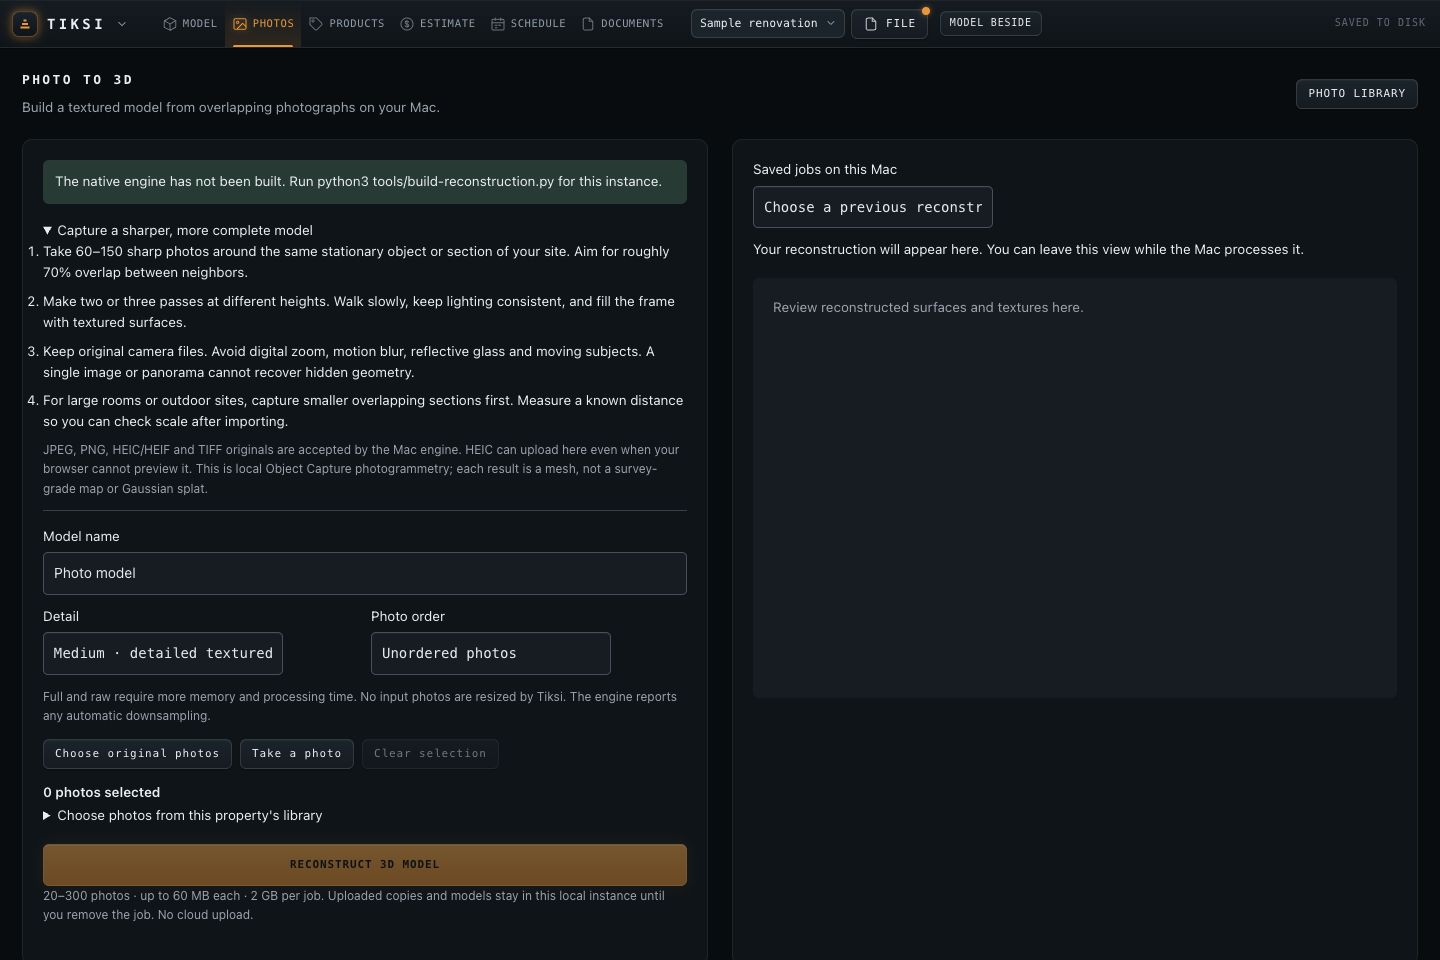 TIKSI
MODEL
PHOTOS
PRODUCTS
ESTIMATE
SCHEDULE
DOCUMENTS
Sample renovation
FILE
MODEL BESIDE
SAVED TO DISK
PHOTO TO 3D
Build a textured model from overlapping photographs on your Mac.
PHOTO LIBRARY
The native engine has not been built. Run python3 tools/build-reconstruction.py for this instance.
Capture a sharper, more complete model
1. Take 60–150 sharp photos around the same stationary object or section of your site. Aim for roughly
70% overlap between neighbors.
2. Make two or three passes at different heights. Walk slowly, keep lighting consistent, and fill the frame
with textured surfaces.
3. Keep original camera files. Avoid digital zoom, motion blur, reflective glass and moving subjects. A
single image or panorama cannot recover hidden geometry.
4. For large rooms or outdoor sites, capture smaller overlapping sections first. Measure a known distance
so you can check scale after importing.
JPEG, PNG, HEIC/HEIF and TIFF originals are accepted by the Mac engine. HEIC can upload here even when your
browser cannot preview it. This is local Object Capture photogrammetry; each result is a mesh, not a survey-
grade map or Gaussian splat.
Model name
Photo model
Detail
Photo order
Medium · detailed textured
Unordered photos
Full and raw require more memory and processing time. No input photos are resized by Tiksi. The engine reports
any automatic downsampling.
Choose original photos
Take a photo
Clear selection
0 photos selected
Choose photos from this property's library
RECONSTRUCT 3D MODEL
20–300 photos · up to 60 MB each · 2 GB per job. Uploaded copies and models stay in this local instance until
you remove the job. No cloud upload.
Saved jobs on this Mac
Choose a previous reconstr
Your reconstruction will appear here. You can leave this view while the Mac processes it.
Review reconstructed surfaces and textures here.